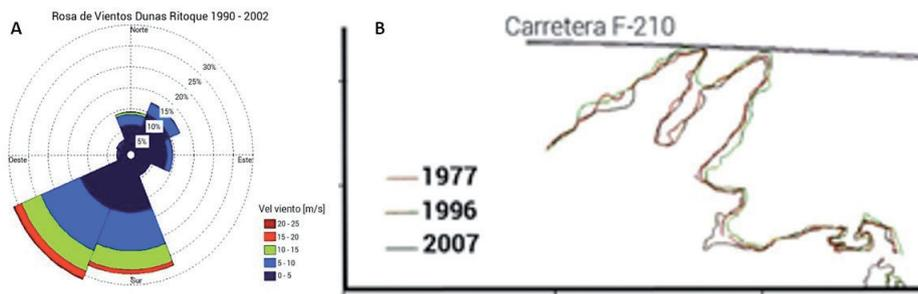 A
Rosa de Vientos Dunas Ritoque 1990 - 2002
Norte
30%
25%
20%
15%
10%
5%
Oeste
Este
Sur
Vel viento [m/s]
20 - 25
15 - 20
10 - 15
5 - 10
0 - 5
B
Carretera F-210
1977
1996
2007